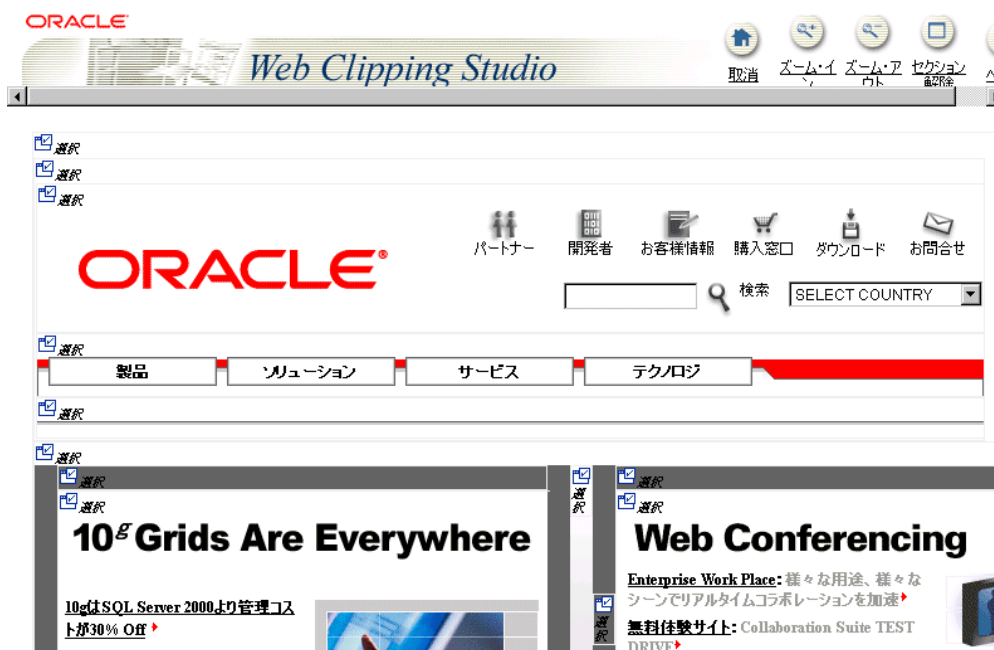 ORACLE®
Web Clipping Studio
取消
ズーム・イン
ズーム・アウト
セクション解除
選択
選択
選択
パートナー
開発者
お客様情報
購入窓口
ダウンロード
お問合せ
ORACLE®
検索
SELECT COUNTRY
選択
製品
ソリューション
サービス
テクノロジ
選択
選択
選択
選択
10g Grids Are Everywhere
10gはSQL Server 2000より管理コス
トが30% Off
選択
選択
選択
選択
Web Conferencing
Enterprise Work Place: 様々な用途、様々な
シーンでリアルタイムコラボレーションを加速
無料体験サイト: Collaboration Suite TEST
DRIVE